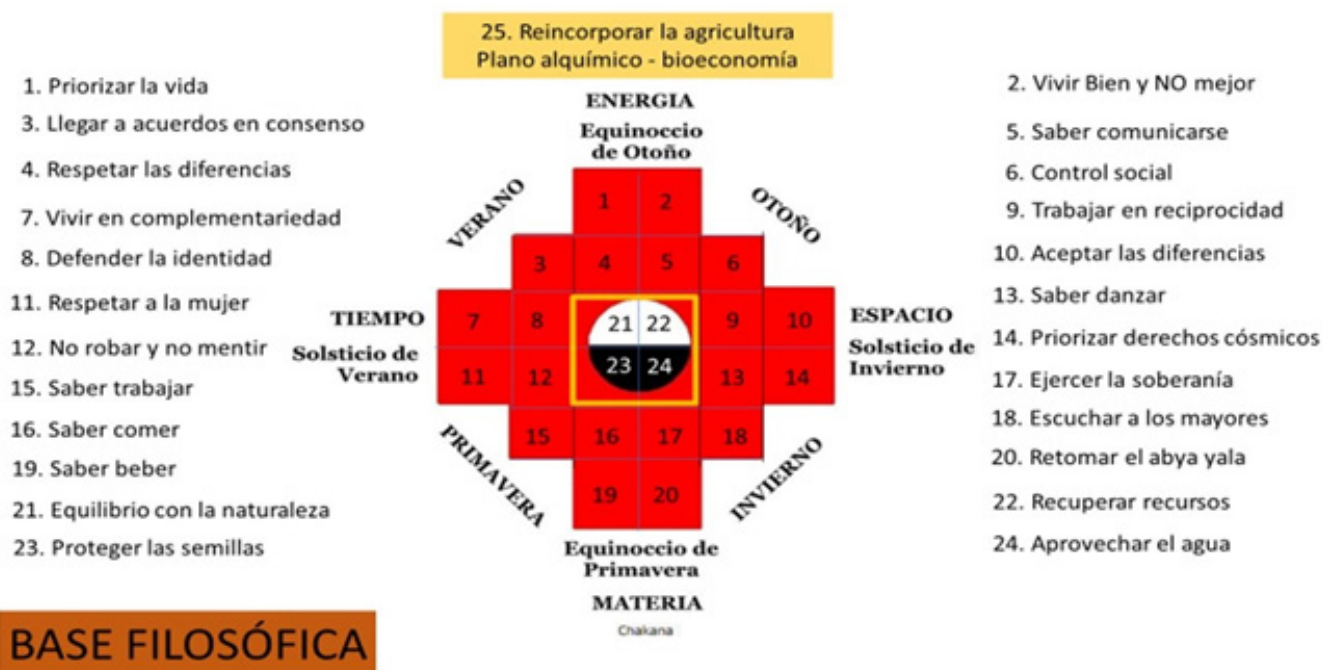 25. Reincorporar la agricultura
Plano alquímico - bioeconomía
1. Priorizar la vida
3. Llegar a acuerdos en consenso
4. Respetar las diferencias
7. Vivir en complementariedad
8. Defender la identidad
11. Respetar a la mujer
12. No robar y no mentir
15. Saber trabajar
16. Saber comer
19. Saber beber
21. Equilibrio con la naturaleza
23. Proteger las semillas
ENERGIA
Equinoccio
de Otoño
VERANO
OTOÑO
1 2
3 4 5 6
TIEMPO
Solsticio de
Verano
7 8 21 22 9 10
11 12 23 24 13 14
ESPACIO
Solsticio de
Invierno
15 16 17 18
19 20
PRIMAVERA
INVIERNO
Equinoccio de
Primavera
MATERIA
Chakana
2. Vivir Bien y NO mejor
5. Saber comunicarse
6. Control social
9. Trabajar en reciprocidad
10. Aceptar las diferencias
13. Saber danzar
14. Priorizar derechos cósmicos
17. Ejercer la soberanía
18. Escuchar a los mayores
20. Retomar el abya yala
22. Recuperar recursos
24. Aprovechar el agua
BASE FILOSÓFICA